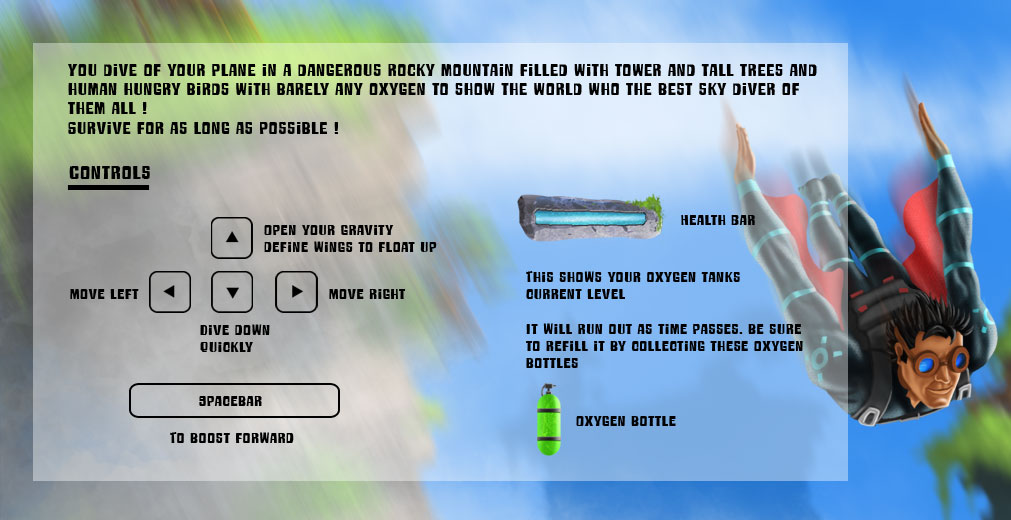 YOU DIVE OF YOUR PLANE IN A DANGEROUS ROCKY MOUNTAIN FILLED WITH TOWER AND TALL TREES AND
HUMAN HUNGRY BIRDS WITH BARELY ANY OXYGEN TO SHOW THE WORLD WHO THE BEST SKY DIVER OF
THEM ALL !
SURVIVE FOR AS LONG AS POSSIBLE !
CONTROLS
OPEN YOUR GRAVITY
DEFINE WINGS TO FLOAT UP
MOVE LEFT
MOVE RIGHT
DIVE DOWN
QUICKLY
SPACEBAR
TO BOOST FORWARD
HEALTH BAR
THIS SHOWS YOUR OXYGEN TANKS
CURRENT LEVEL
IT WILL RUN OUT AS TIME PASSES. BE SURE
TO REFILL IT BY COLLECTING THESE OXYGEN
BOTTLES
OXYGEN BOTTLE